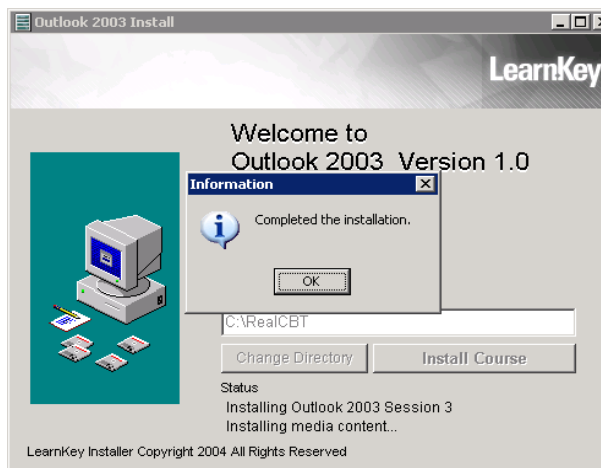 Outlook 2003 Install
LearnKey
Welcome to
Outlook 2003 Version 1.0
Information
Completed the installation.
OK
C:\RealCBT
Change Directory
Install Course
Status
Installing Outlook 2003 Session 3
Installing media content...
LearnKey Installer Copyright 2004 All Rights Reserved